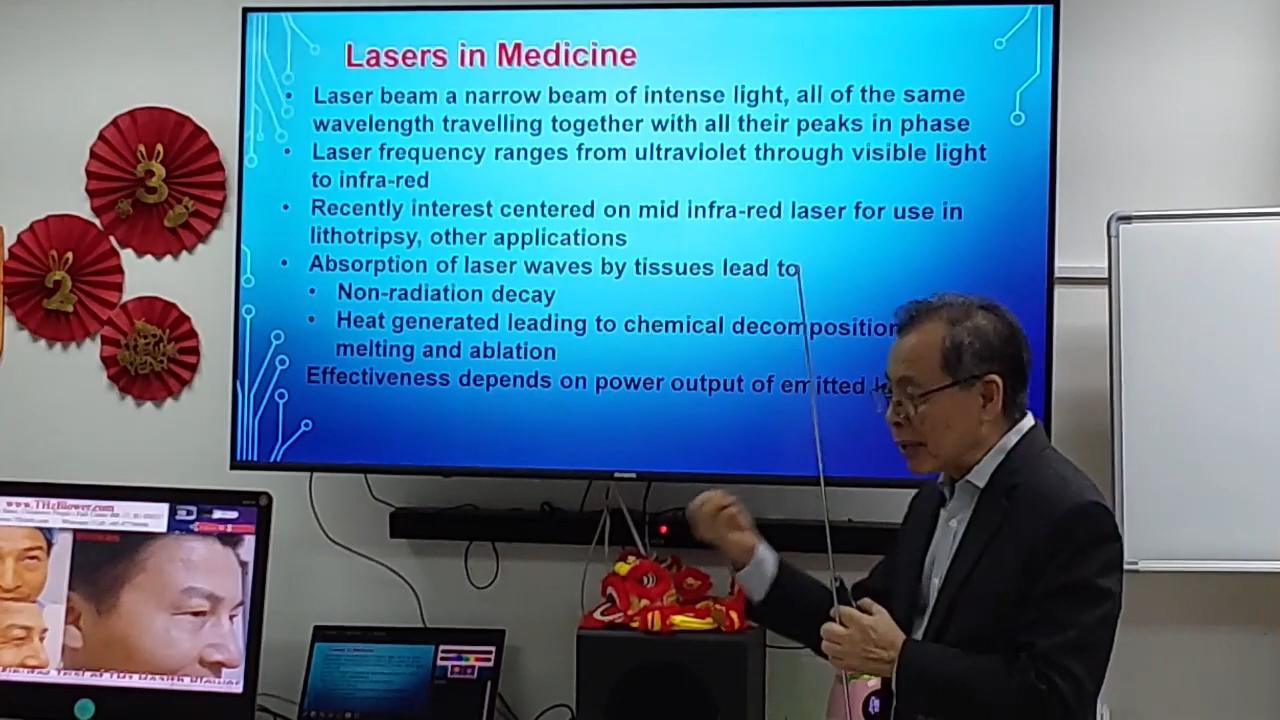 Lasers in Medicine
• Laser beam a narrow beam of intense light, all of the same
wavelength travelling together with all their peaks in phase
• Laser frequency ranges from ultraviolet through visible light
to infra-red
• Recently interest centered on mid infra-red laser for use in
lithotripsy, other applications
• Absorption of laser waves by tissues lead to
• Non-radiation decay
• Heat generated leading to chemical decomposition
melting and ablation
Effectiveness depends on power output of emitted
3
2
www.THzBlower.com